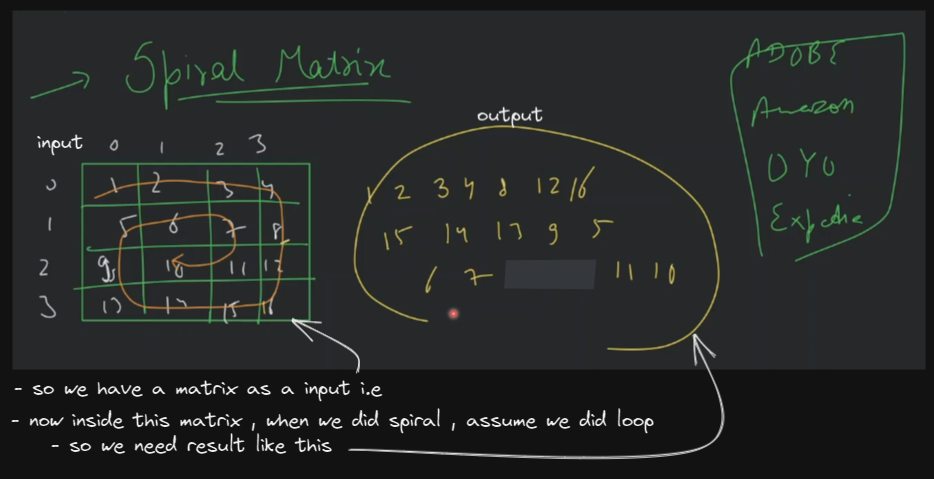 → Spiral Matrix
ADOBE
Amazon
OYO
Expedia
input 0 1 2 3
0 1 2 3 4
1 5 6 7 8
2 9 10 11 12
3 13 15 16
output
1 2 3 4 8 12 16
15 14 13 9 5
6 7 11 10
- so we have a matrix as a input i.e
- now inside this matrix , when we did spiral , assume we did loop
- so we need result like this